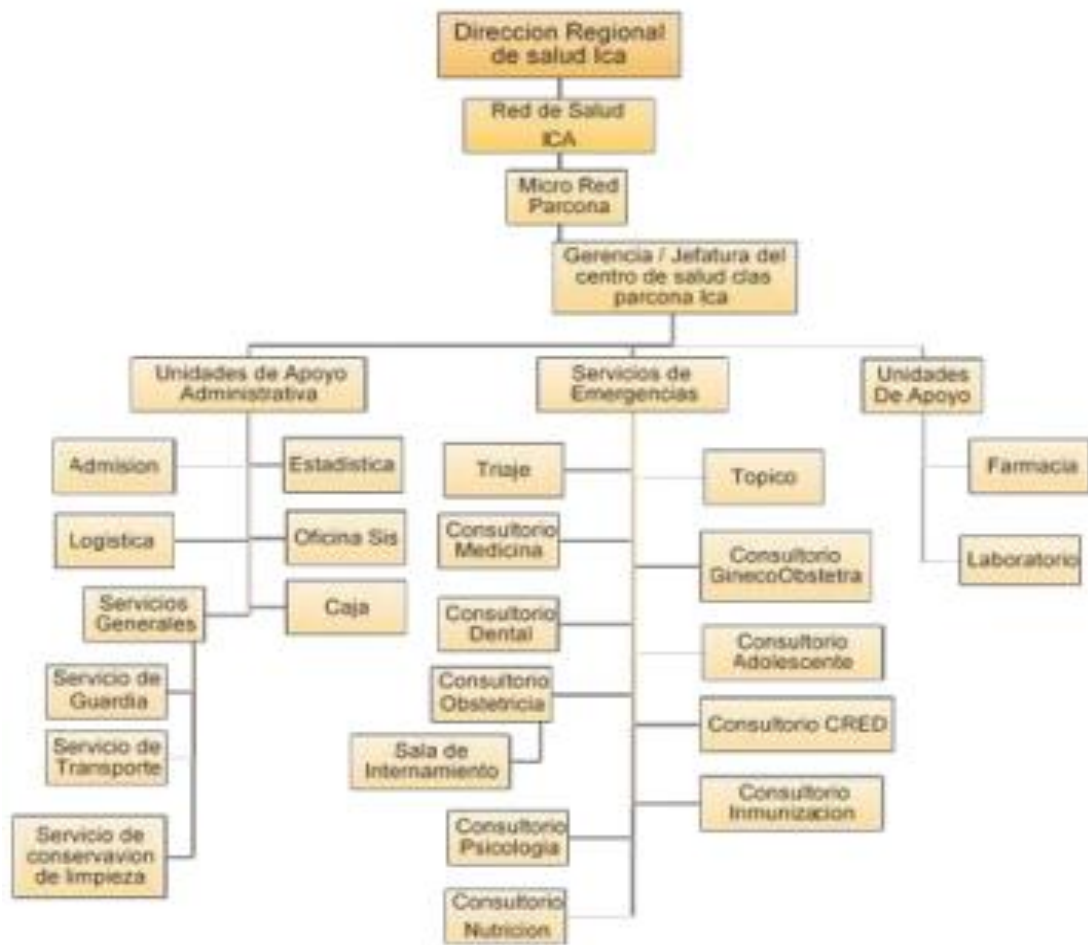 Direccion Regional
de salud Ica
Red de Salud
ICA
Micro Red
Parcona
Gerencia / Jefatura del
centro de salud clas
parcona Ica
Unidades de Apoyo
Administrativa
Servicios de
Emergencias
Unidades
De Apoyo
Admision
Estadistica
Triaje
Topico
Farmacia
Logistica
Oficina Sis
Consultorio
Medicina
Consultorio
GinecoObstetra
Laboratorio
Servicios
Generales
Caja
Consultorio
Dental
Consultorio
Adolescente
Servicio de
Guardia
Consultorio
Obstetricia
Consultorio CRED
Servicio de
Transporte
Sala de
Internamiento
Consultorio
Inmunizacion
Servicio de
conservavion
de limpieza
Consultorio
Psicologia
Consultorio
Nutricion